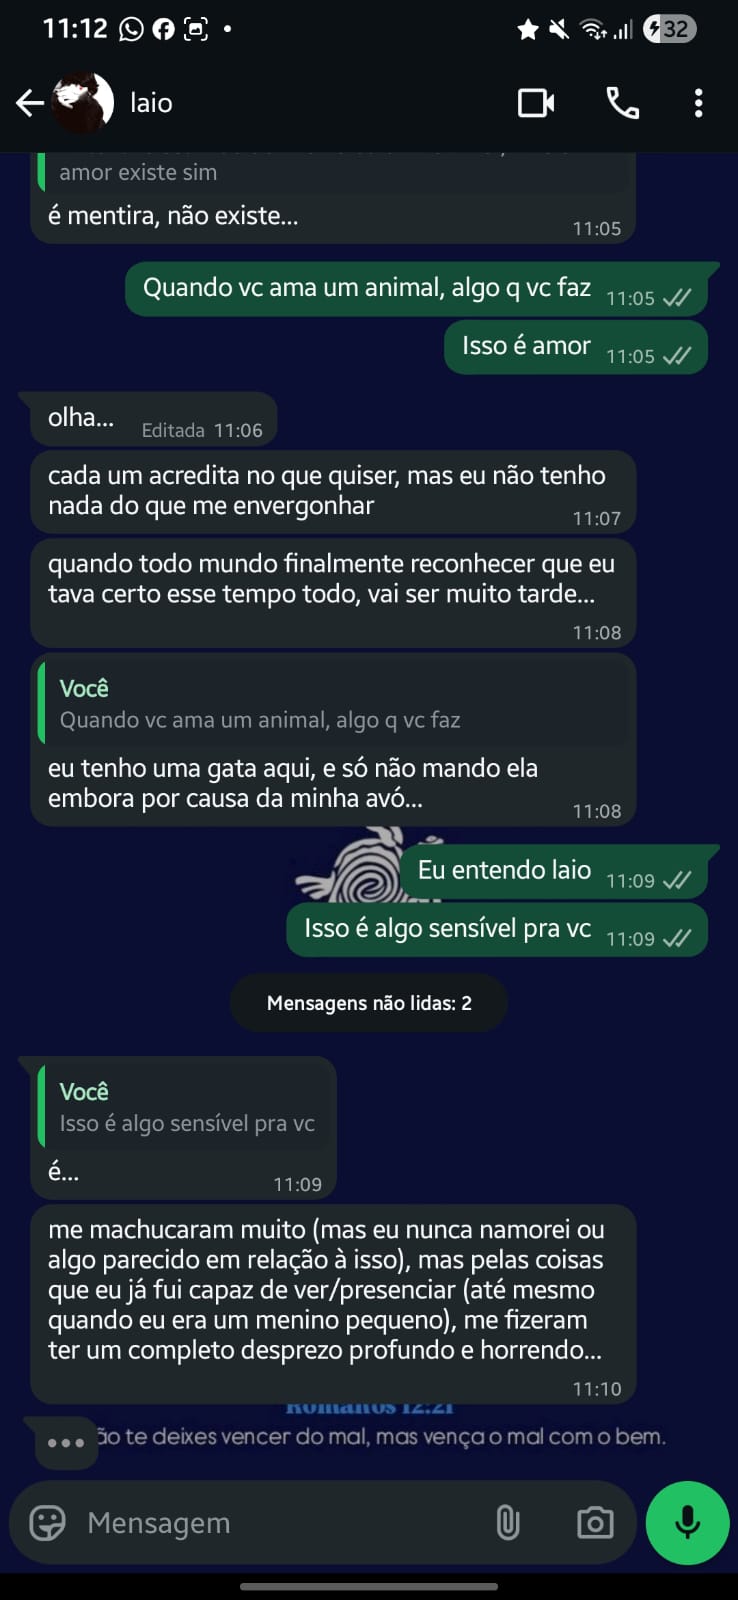 11:12
32
laio
amor existe sim
é mentira, não existe...
11:05
Quando vc ama um animal, algo q vc faz 11:05
Isso é amor 11:05
olha... Editada 11:06
cada um acredita no que quiser, mas eu não tenho
nada do que me envergonhar
11:07
quando todo mundo finalmente reconhecer que eu
tava certo esse tempo todo, vai ser muito tarde...
11:08
Você
Quando vc ama um animal, algo q vc faz
eu tenho uma gata aqui, e só não mando ela
embora por causa da minha avó...
11:08
Eu entendo laio 11:09
Isso é algo sensível pra vc 11:09
Mensagens não lidas: 2
Você
Isso é algo sensível pra vc
é...
11:09
me machucaram muito (mas eu nunca namorei ou
algo parecido em relação à isso), mas pelas coisas
que eu já fui capaz de ver/presenciar (até mesmo
quando eu era um menino pequeno), me fizeram
ter um completo desprezo profundo e horrendo...
11:10
Romanos 12:21
ão te deixes vencer do mal, mas vença o mal com o bem.
Mensagem